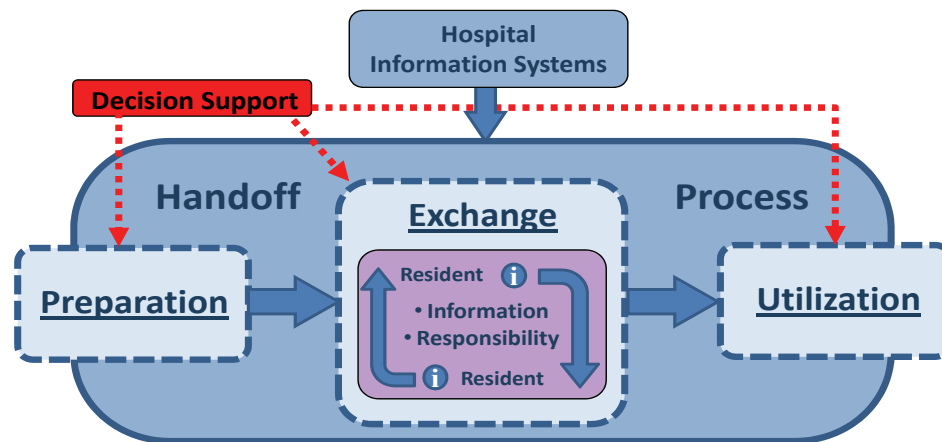 Hospital
Information Systems
Decision Support
Handoff Process
Exchange
Preparation
Resident i
• Information
• Responsibility
i Resident
Utilization